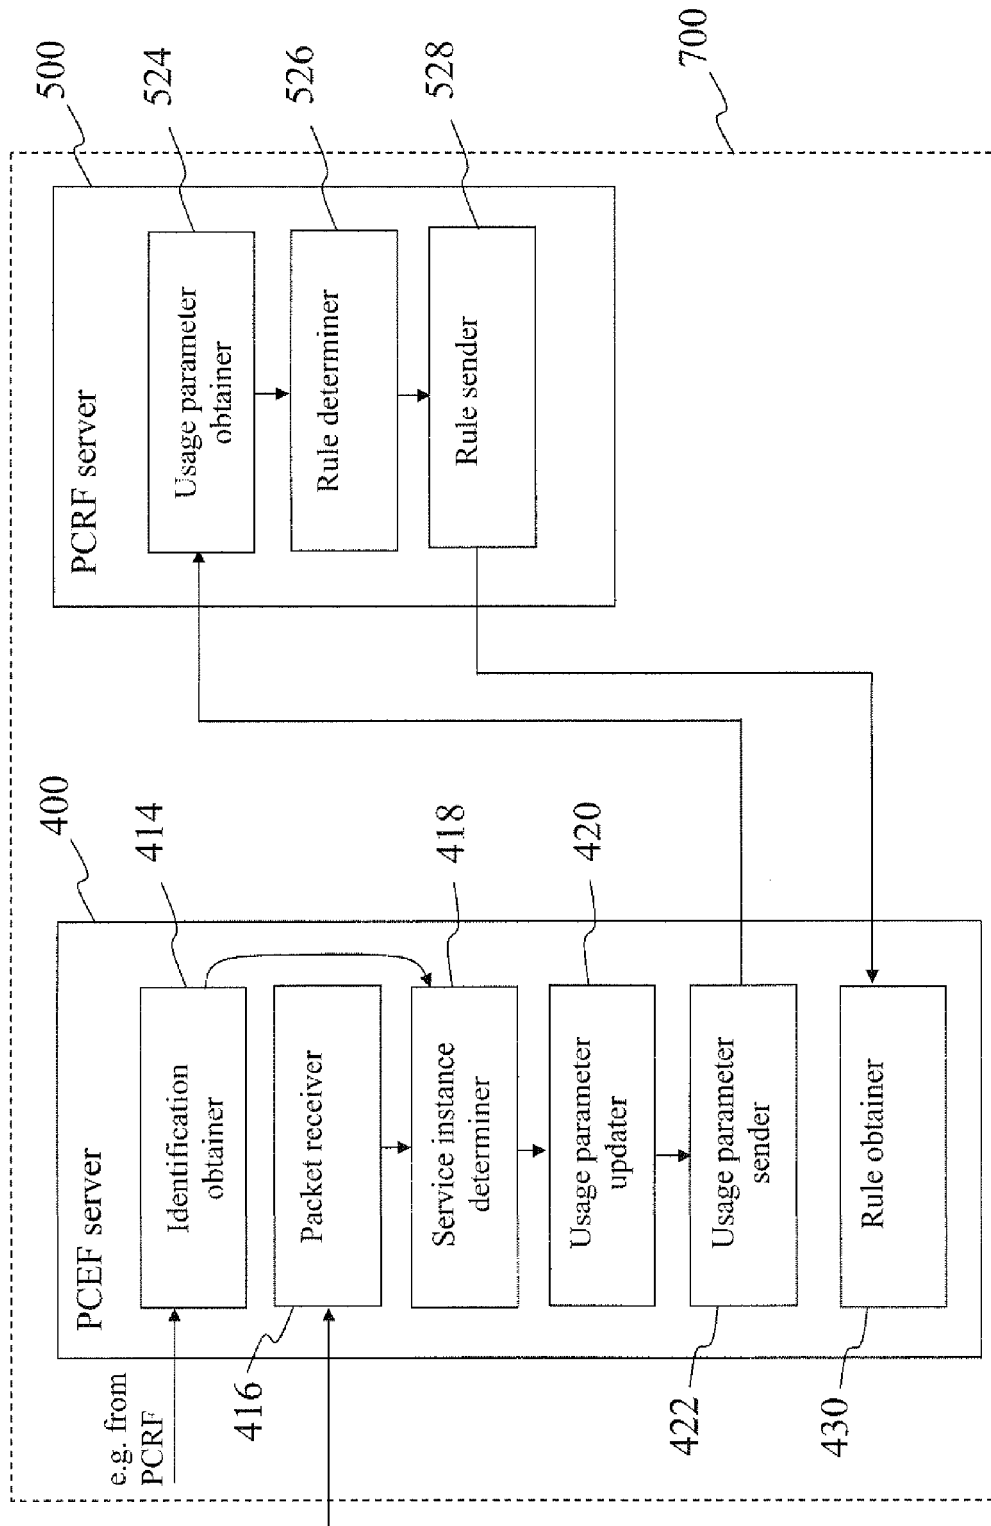 700
500
PCRF server
Usage parameter
obtainer
524
Rule determiner
526
Rule sender
528
400
PCEF server
e.g. from
PCRF
Identification
obtainer
414
Packet receiver
416
Service instance
determiner
418
Usage parameter
updater
420
Usage parameter
sender
422
Rule obtainer
430